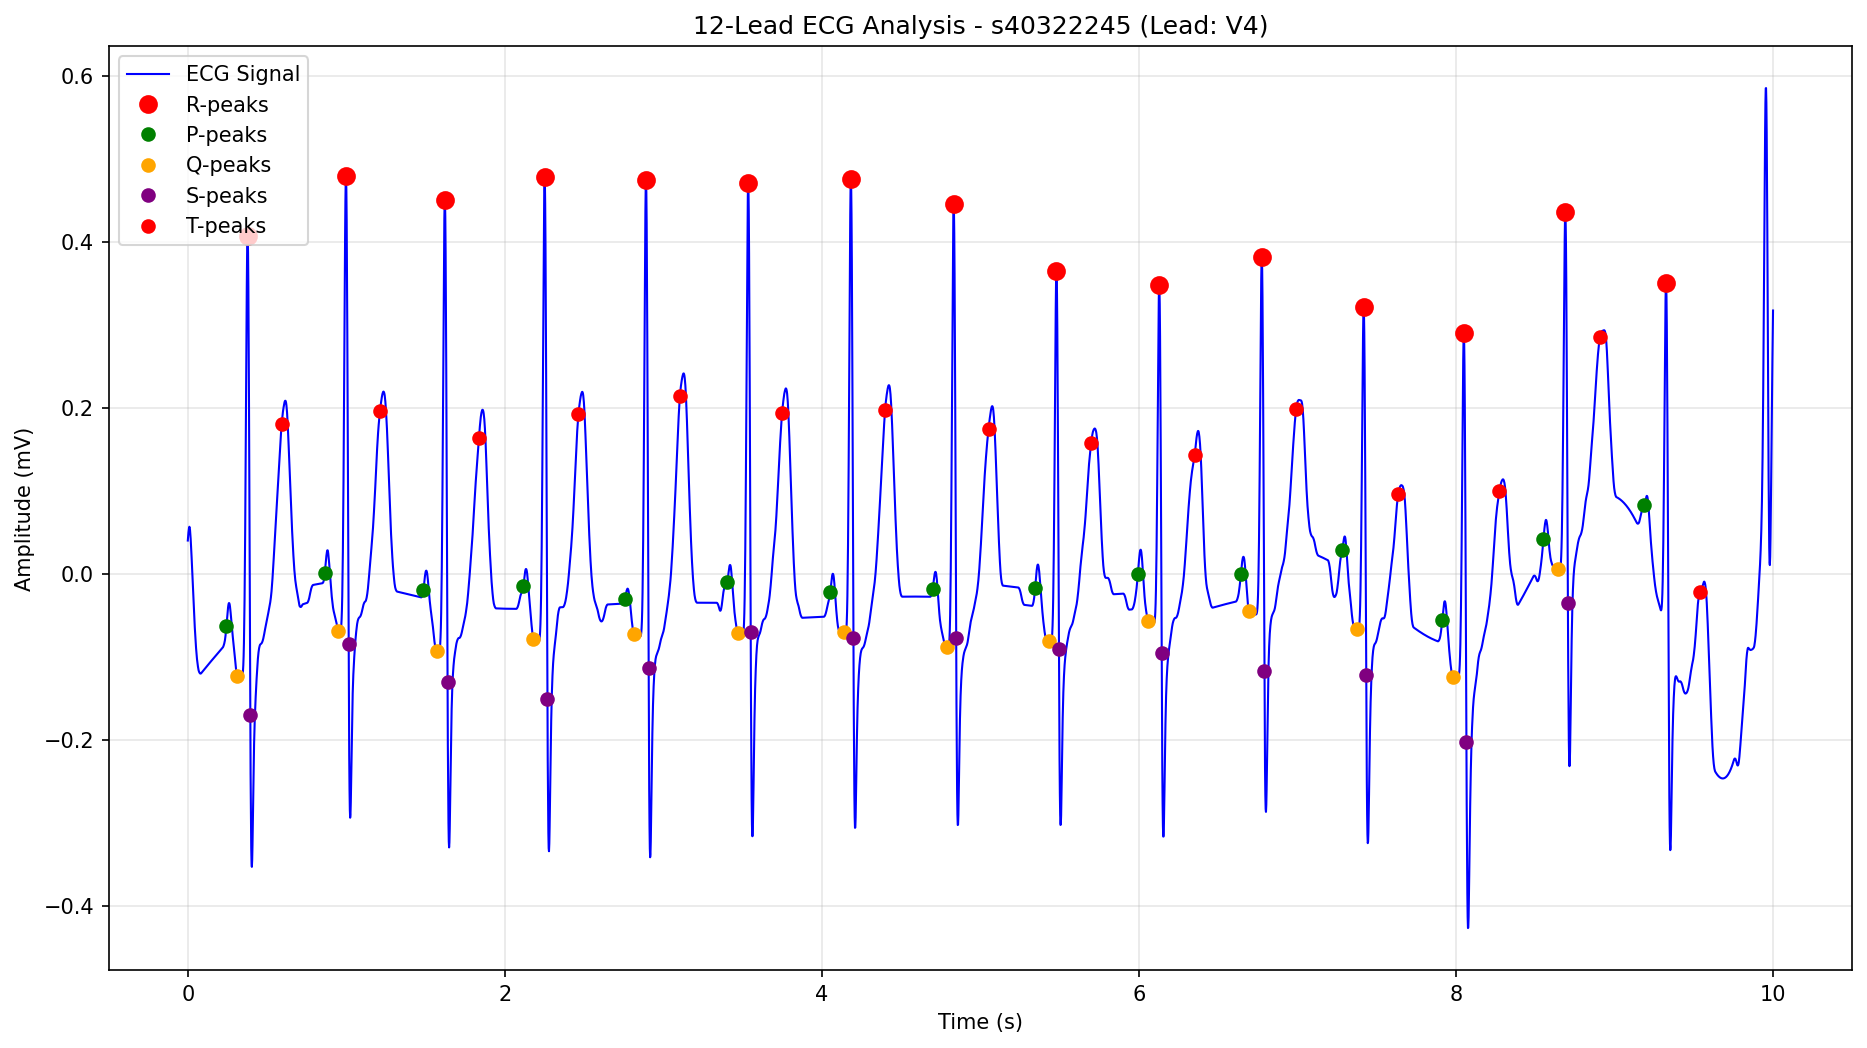 12-Lead ECG Analysis - s40322245 (Lead: V4)
ECG Signal
R-peaks
P-peaks
Q-peaks
S-peaks
T-peaks
Amplitude (mV)
0.6
0.4
0.2
0.0
−0.2
−0.4
0
2
4
6
8
10
Time (s)